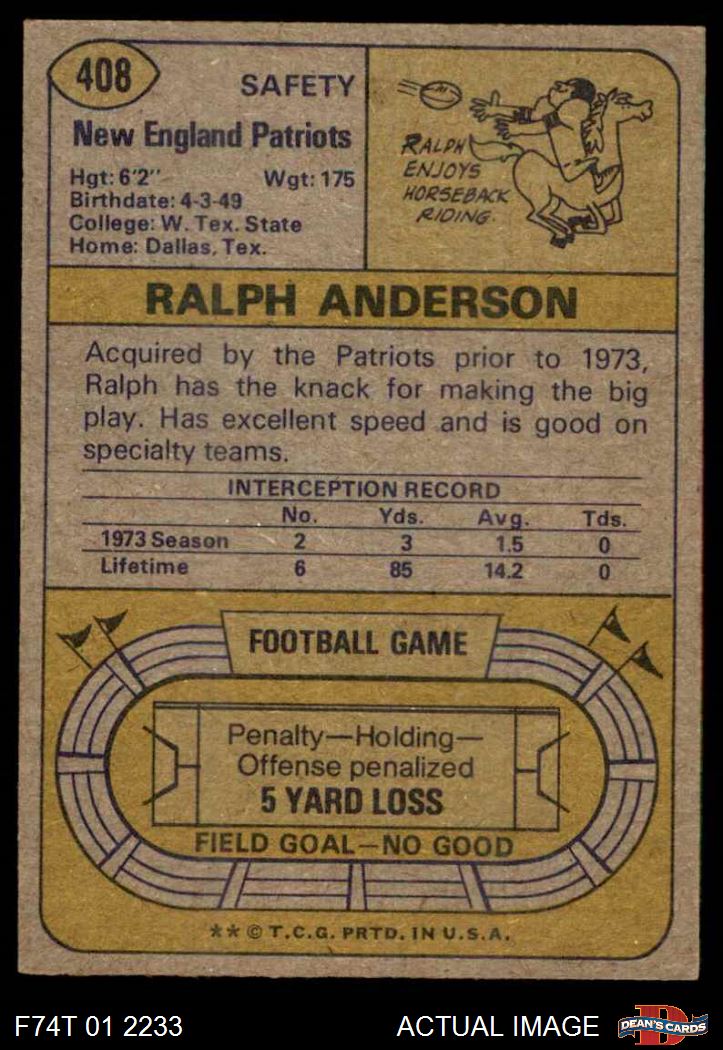 408
SAFETY
New England Patriots
Hgt: 6'2" Wgt: 175
Birthdate: 4-3-49
College: W. Tex. State
Home: Dallas, Tex.
RALPH
ENJOYS
HORSEBACK
RIDING.
RALPH ANDERSON
Acquired by the Patriots prior to 1973,
Ralph has the knack for making the big
play. Has excellent speed and is good on
specialty teams.
INTERCEPTION RECORD
No. Yds. Avg. Tds.
1973 Season 2 3 1.5 0
Lifetime 6 85 14.2 0
FOOTBALL GAME
Penalty—Holding—
Offense penalized
5 YARD LOSS
FIELD GOAL—NO GOOD
** © T.C.G. PRTD. IN U.S.A.
F74T 01 2233 ACTUAL IMAGE D DEAN'S CARDS